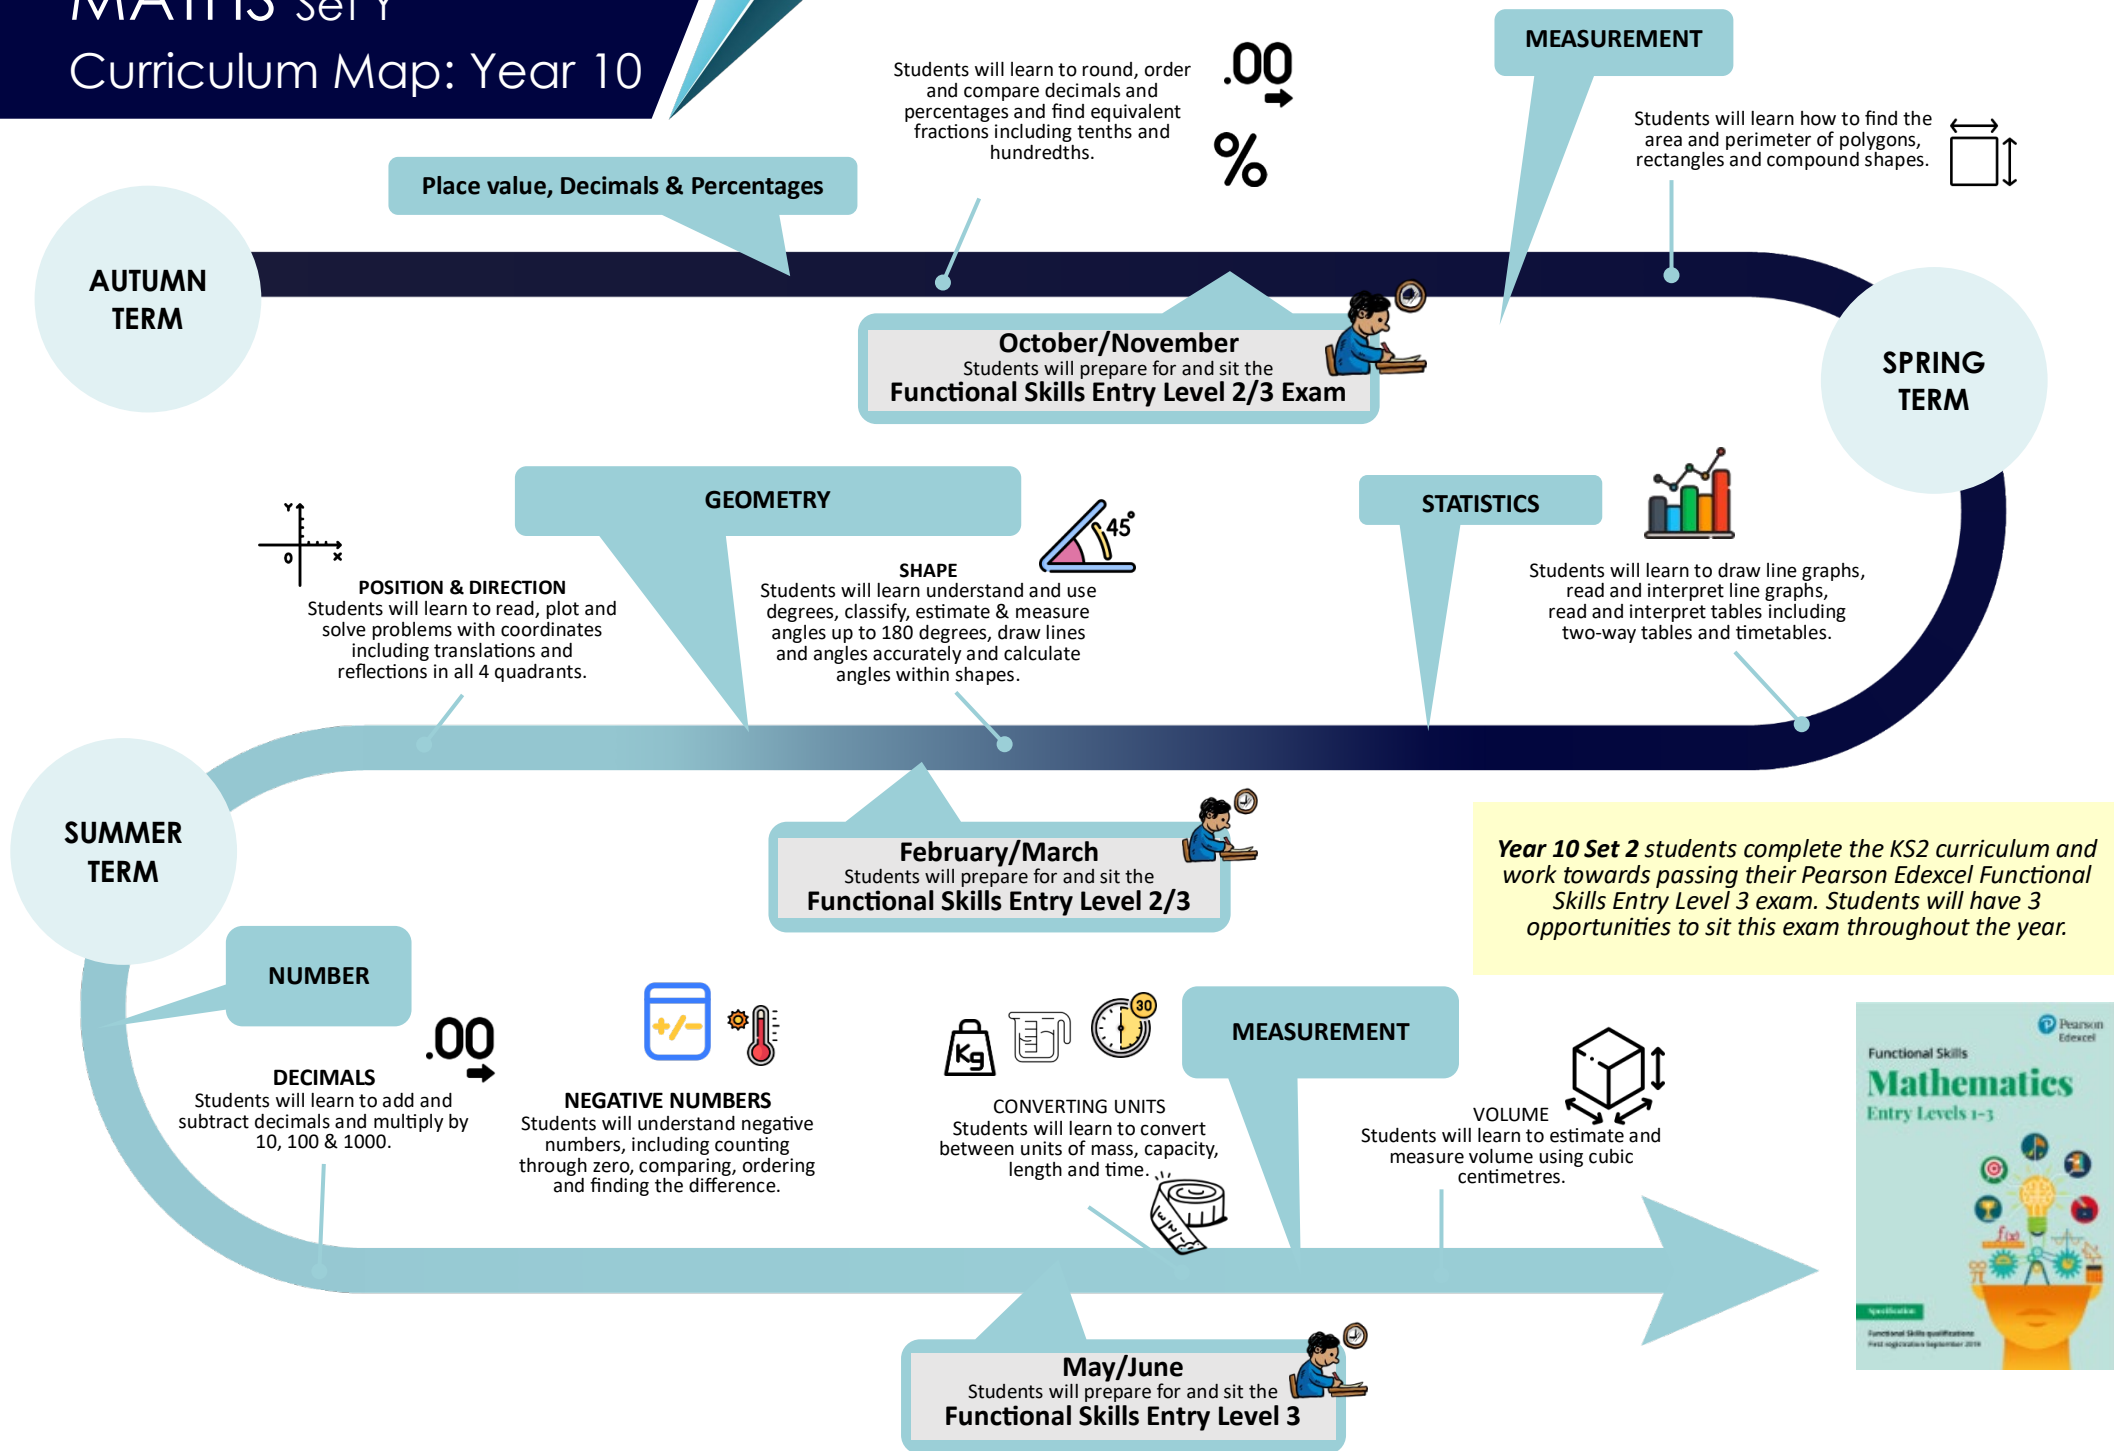 MATHS Set Y
Curriculum Map: Year 10
Students will learn to round, order
and compare decimals and
percentages and find equivalent
fractions including tenths and
hundredths.
.00
%
MEASUREMENT
Students will learn how to find the
area and perimeter of polygons,
rectangles and compound shapes.
Place value, Decimals & Percentages
AUTUMN
TERM
October/November
Students will prepare for and sit the
Functional Skills Entry Level 2/3 Exam
SPRING
TERM
STATISTICS
Students will learn to draw line graphs,
read and interpret line graphs,
read and interpret tables including
two-way tables and timetables.
GEOMETRY
45°
SHAPE
Students will learn understand and use
degrees, classify, estimate & measure
angles up to 180 degrees, draw lines
and angles accurately and calculate
angles within shapes.
Y
0
X
POSITION & DIRECTION
Students will learn to read, plot and
solve problems with coordinates
including translations and
reflections in all 4 quadrants.
February/March
Students will prepare for and sit the
Functional Skills Entry Level 2/3
SUMMER
TERM
Year 10 Set 2 students complete the KS2 curriculum and
work towards passing their Pearson Edexcel Functional
Skills Entry Level 3 exam. Students will have 3
opportunities to sit this exam throughout the year.
NUMBER
.00
DECIMALS
Students will learn to add and
subtract decimals and multiply by
10, 100 & 1000.
+/-
NEGATIVE NUMBERS
Students will understand negative
numbers, including counting
through zero, comparing, ordering
and finding the difference.
Kg
30
CONVERTING UNITS
Students will learn to convert
between units of mass, capacity,
length and time.
MEASUREMENT
VOLUME
Students will learn to estimate and
measure volume using cubic
centimetres.
May/June
Students will prepare for and sit the
Functional Skills Entry Level 3
Pearson
Edexcel
Functional Skills
Mathematics
Entry Levels 1-3
f(x)
π
Specification
Functional Skills qualifications
First registration September 2019